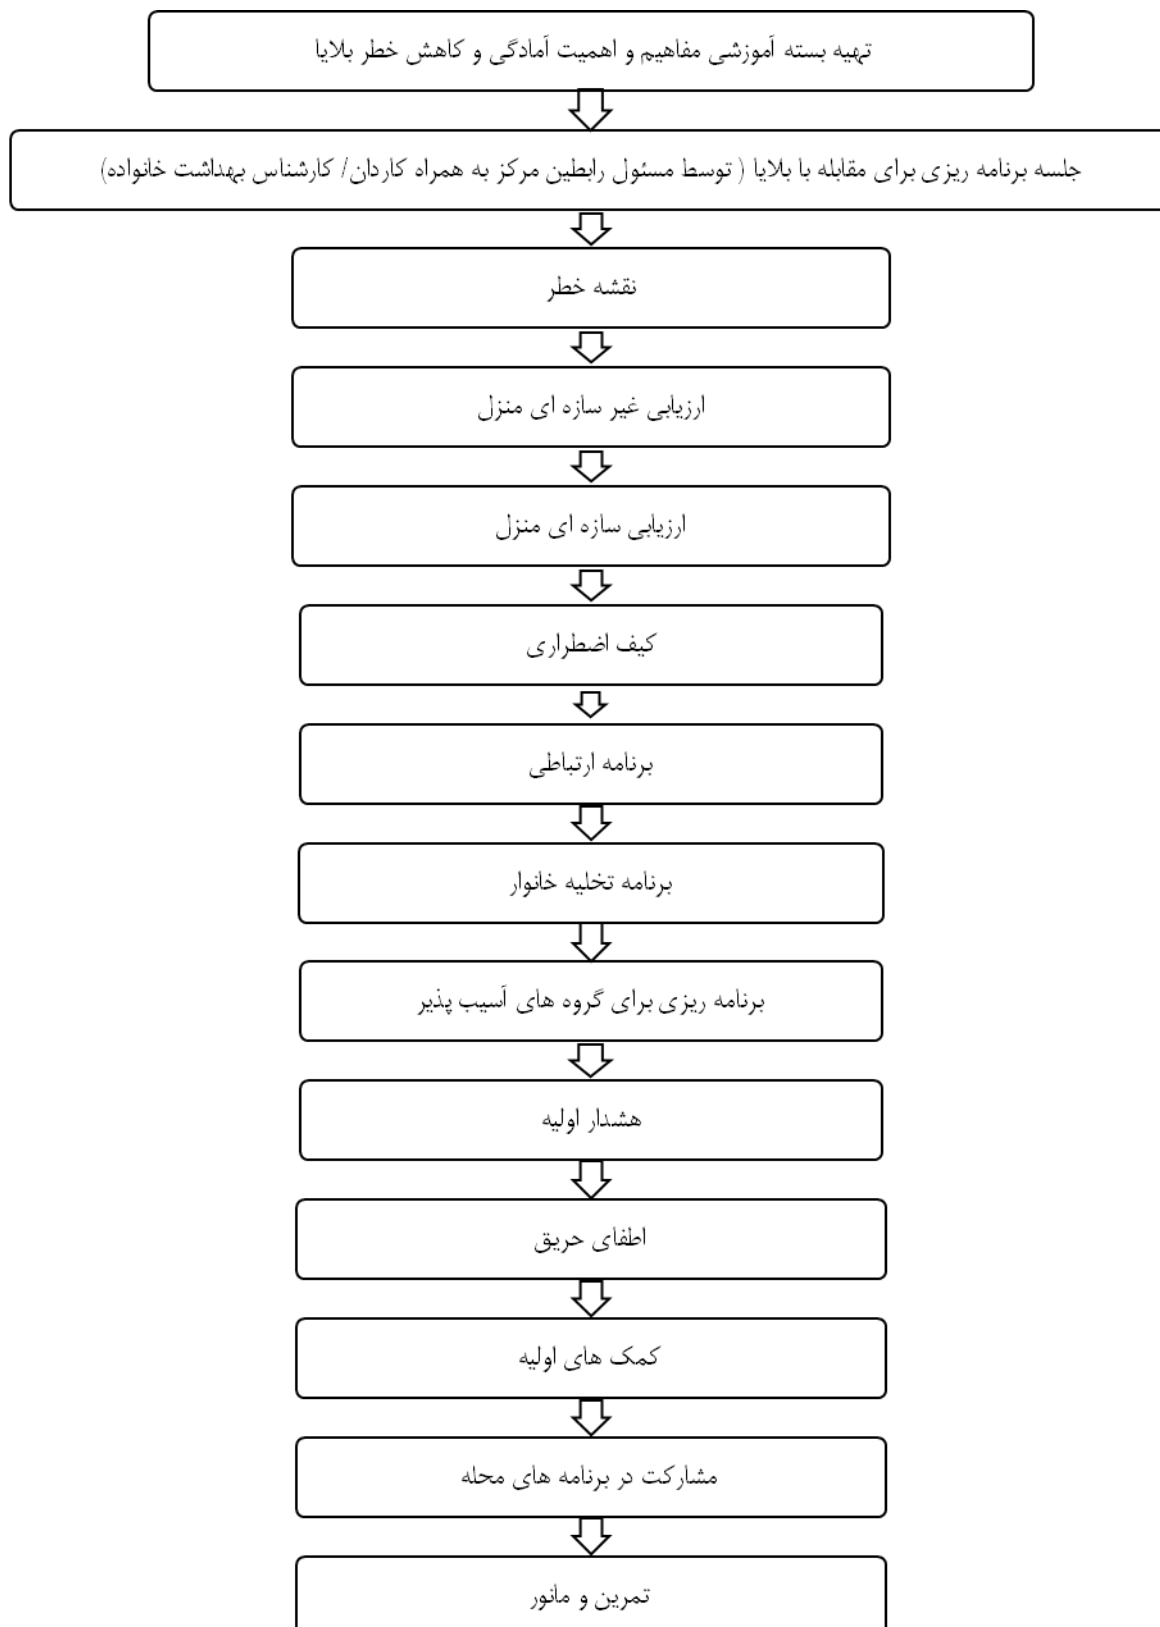 تهیه بسته آموزشی مفاهیم و اهمیت آمادگی و کاهش خطر بلایا
جلسه برنامه ریزی برای مقابله با بلایا ( توسط مسئول رابطین مرکز به همراه کاردان/ کارشناس بهداشت خانواده)
نقشه خطر
ارزیابی غیر سازه ای منزل
ارزیابی سازه ای منزل
کیف اضطراری
برنامه ارتباطی
برنامه تخلیه خانوار
برنامه ریزی برای گروه های آسیب پذیر
هشدار اولیه
اطفای حریق
کمک های اولیه
مشارکت در برنامه های محله
تمرین و مانور